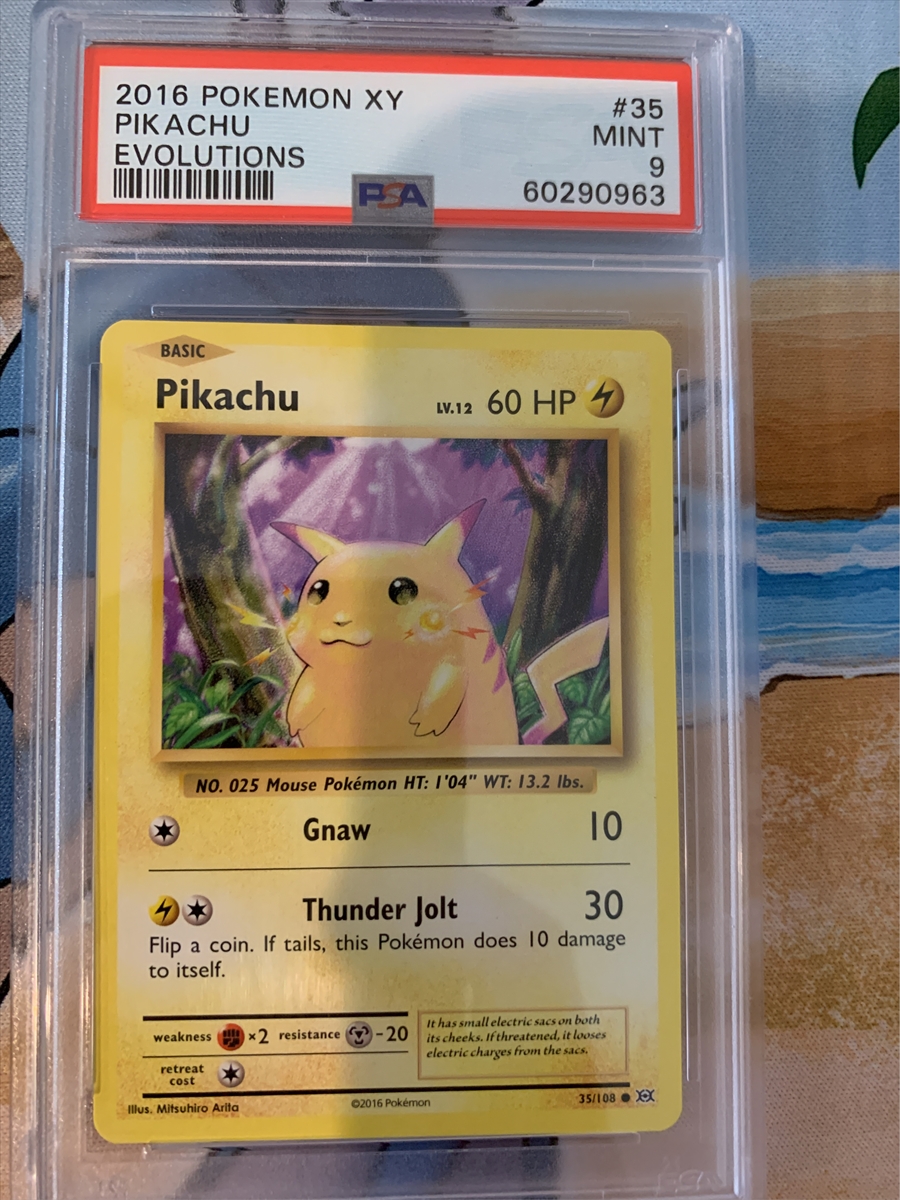 2016 POKEMON XY #35
PIKACHU MINT
EVOLUTIONS 9
PSA 60290963
BASIC
Pikachu LV.12 60 HP
NO. 025 Mouse Pokémon HT: 1'04" WT: 13.2 lbs.
Gnaw 10
Thunder Jolt 30
Flip a coin. If tails, this Pokémon does 10 damage
to itself.
weakness ×2 resistance -20
retreat
cost
It has small electric sacs on both
its cheeks. If threatened, it looses
electric charges from the sacs.
Illus. Mitsuhiro Arita ©2016 Pokémon 35/108